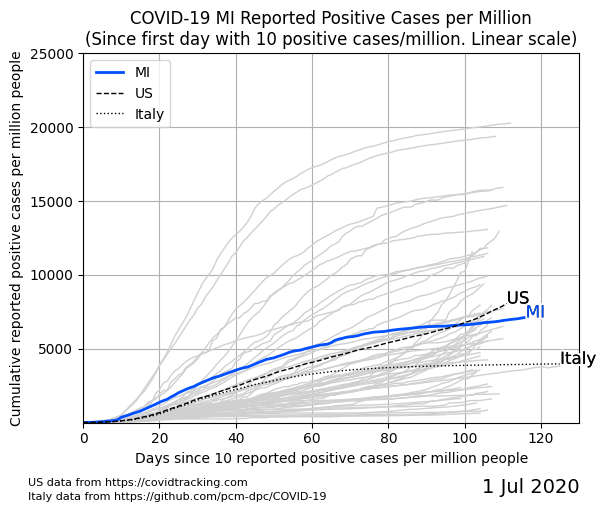 COVID-19 MI Reported Positive Cases per Million
(Since first day with 10 positive cases/million. Linear scale)
Cumulative reported positive cases per million people
25000
20000
15000
10000
5000
MI
US
Italy
US
MI
Italy
0
20
40
60
80
100
120
Days since 10 reported positive cases per million people
US data from https://covidtracking.com
Italy data from https://github.com/pcm-dpc/COVID-19
1 Jul 2020